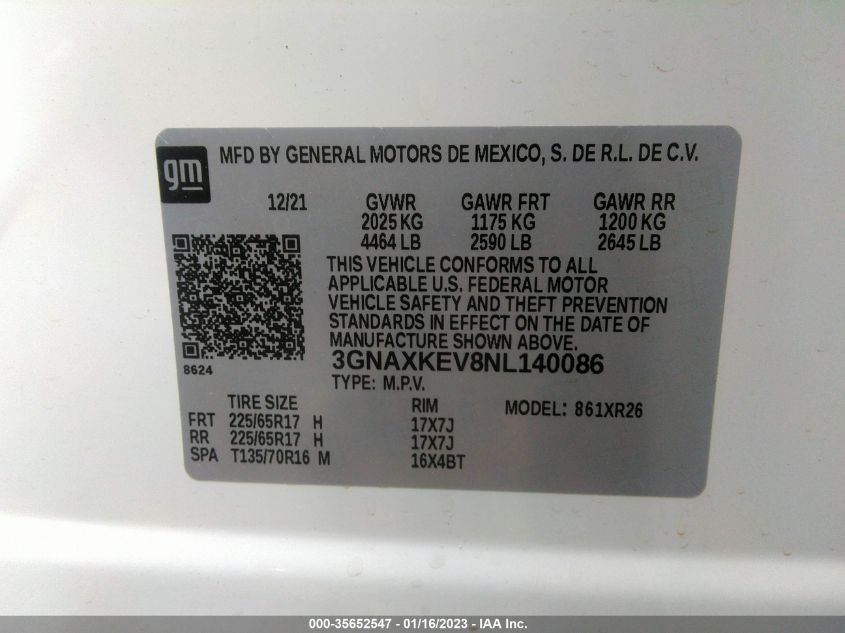 gm MFD BY GENERAL MOTORS DE MEXICO, S. DE R.L. DE C.V.
12/21 GVWR GAWR FRT GAWR RR
2025 KG 1175 KG 1200 KG
4464 LB 2590 LB 2645 LB
THIS VEHICLE CONFORMS TO ALL
APPLICABLE U.S. FEDERAL MOTOR
VEHICLE SAFETY AND THEFT PREVENTION
STANDARDS IN EFFECT ON THE DATE OF
MANUFACTURE SHOWN ABOVE.
8624
3GNAXKEV8NL140086
TYPE: M.P.V.
TIRE SIZE RIM MODEL: 861XR26
FRT 225/65R17 H 17X7J
RR 225/65R17 H 17X7J
SPA T135/70R16 M 16X4BT
000-35652547 - 01/16/2023 - IAA Inc.